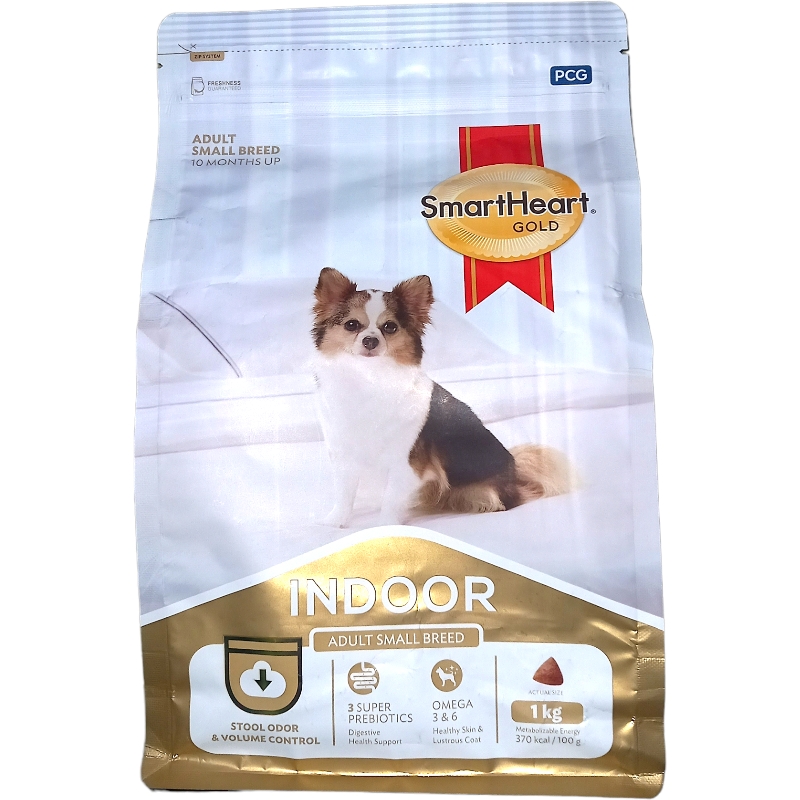 ZIP SYSTEM
FRESHNESS
GUARANTEED
PCG
ADULT
SMALL BREED
10 MONTHS UP
SmartHeart®
GOLD
INDOOR
ADULT SMALL BREED
STOOL ODOR
& VOLUME CONTROL
3 SUPER
PREBIOTICS
Digestive
Health Support
OMEGA
3 & 6
Healthy Skin &
Lustrous Coat
ACTUAL SIZE
1 kg
Metabolizable Energy
370 kcal / 100 g